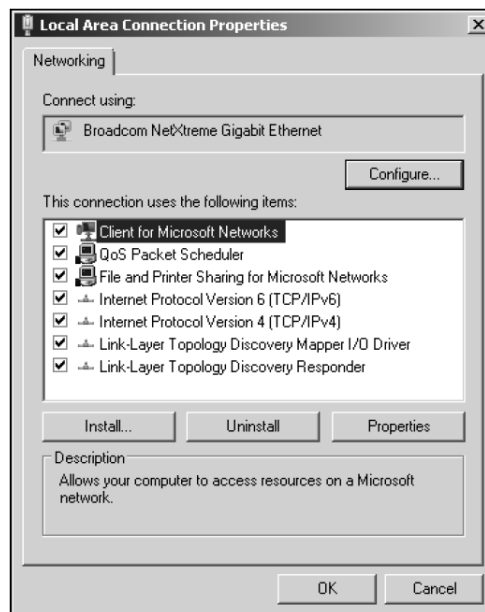 Local Area Connection Properties
Networking
Connect using:
Broadcom NetXtreme Gigabit Ethernet
Configure...
This connection uses the following items:
Client for Microsoft Networks
QoS Packet Scheduler
File and Printer Sharing for Microsoft Networks
Internet Protocol Version 6 (TCP/IPv6)
Internet Protocol Version 4 (TCP/IPv4)
Link-Layer Topology Discovery Mapper I/O Driver
Link-Layer Topology Discovery Responder
Install... Uninstall Properties
Description
Allows your computer to access resources on a Microsoft
network.
OK Cancel